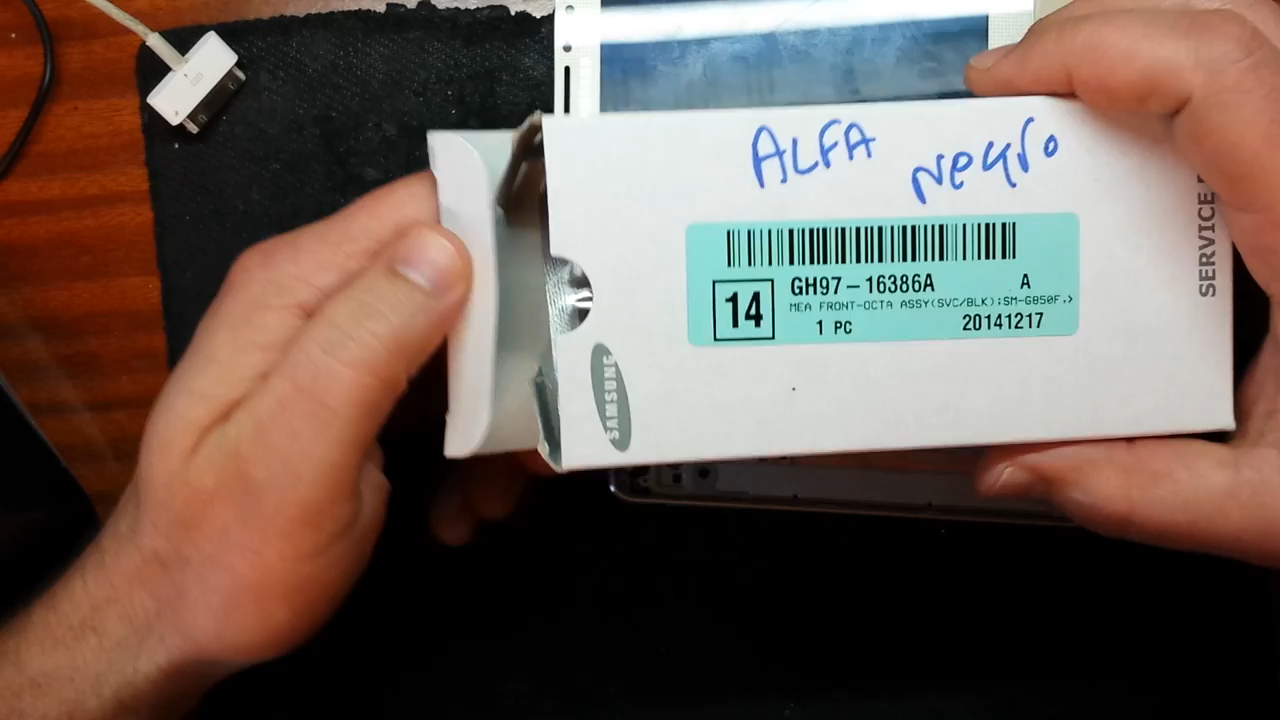 ALFA negro
GH97-16386A A
14
MEA FRONT-OCTA ASSY(SVC/BLK);SM-G850F,>
1 PC 20141217
SAMSUNG
SERVICE